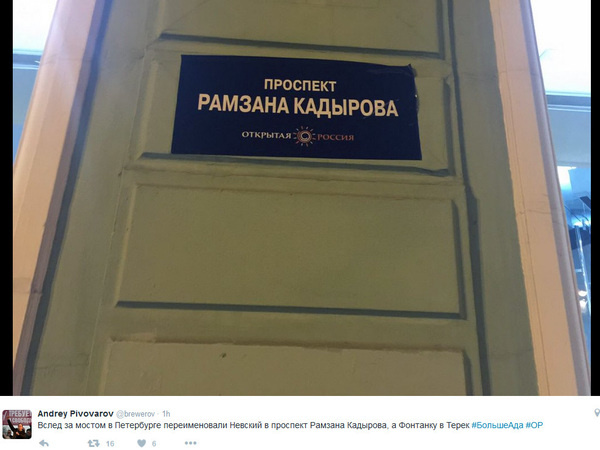 ПРОСПЕКТ
РАМЗАНА КАДЫРОВА
ОТКРЫТАЯ РОССИЯ
Andrey Pivovarov @brewerov · 1h
Вслед за мостом в Петербурге переименовали Невский в проспект Рамзана Кадырова, а Фонтанку в Терек #БольшеАда #ОР
16 6